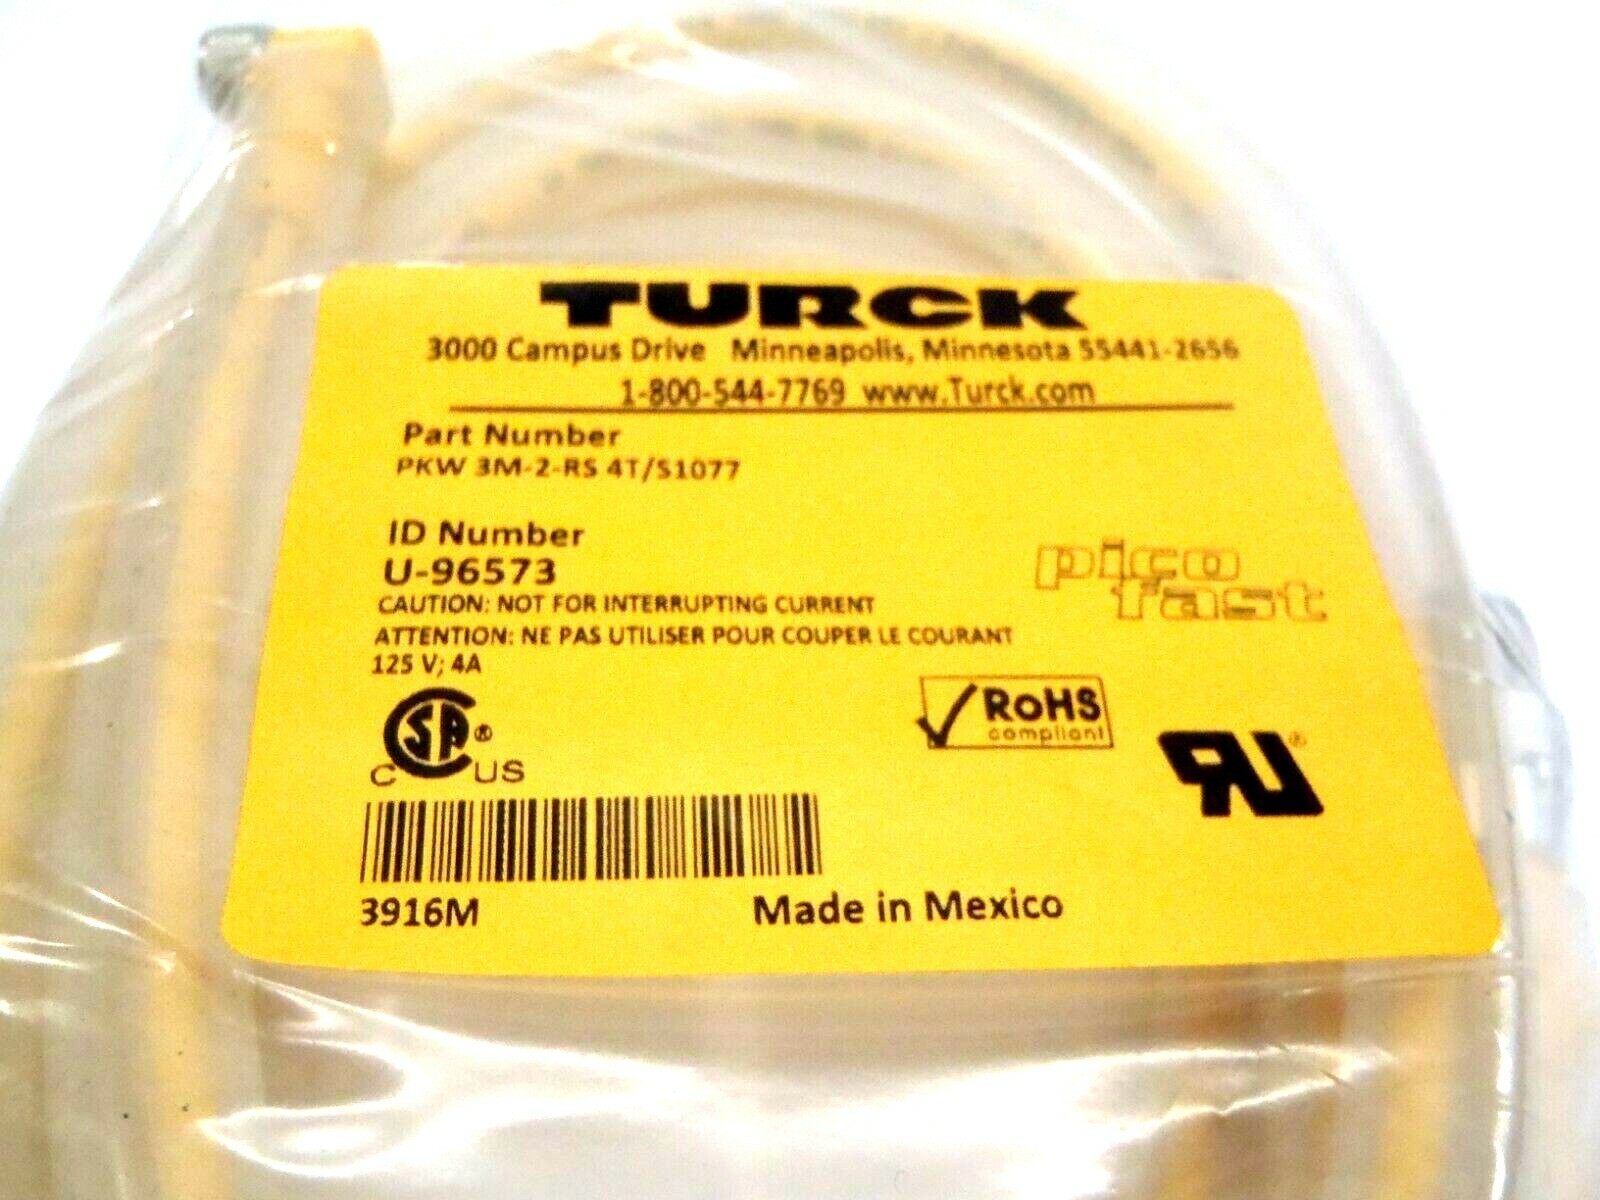 TURCK
3000 Campus Drive Minneapolis, Minnesota 55441-2656
1-800-544-7769 www.Turck.com
Part Number
PKW 3M-2-RS 4T/S1077
ID Number
U-96573
pico
fast
CAUTION: NOT FOR INTERRUPTING CURRENT
ATTENTION: NE PAS UTILISER POUR COUPER LE COURANT
125 V; 4A
RoHS
compliant
CSA®
C US
RU®
3916M Made in Mexico